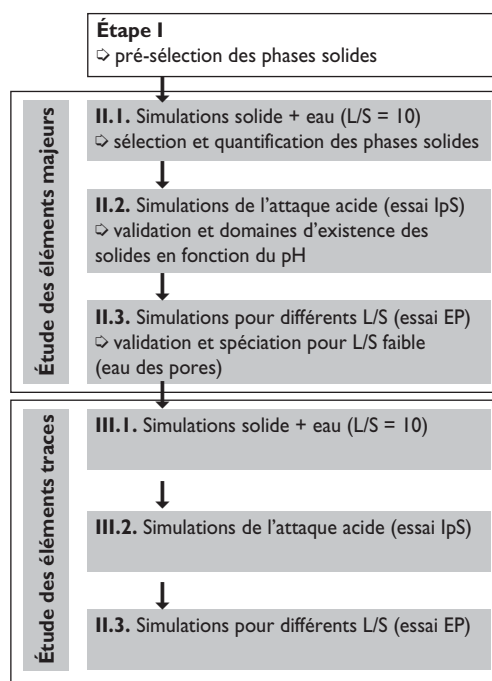 Étape I
➪ pré-sélection des phases solides
Étude des éléments majeurs
II.1. Simulations solide + eau (L/S = 10)
➪ sélection et quantification des phases solides
II.2. Simulations de l'attaque acide (essai IpS)
➪ validation et domaines d'existence des
solides en fonction du pH
II.3. Simulations pour différents L/S (essai EP)
➪ validation et spéciation pour L/S faible
(eau des pores)
Étude des éléments traces
III.1. Simulations solide + eau (L/S = 10)
III.2. Simulations de l'attaque acide (essai IpS)
II.3. Simulations pour différents L/S (essai EP)